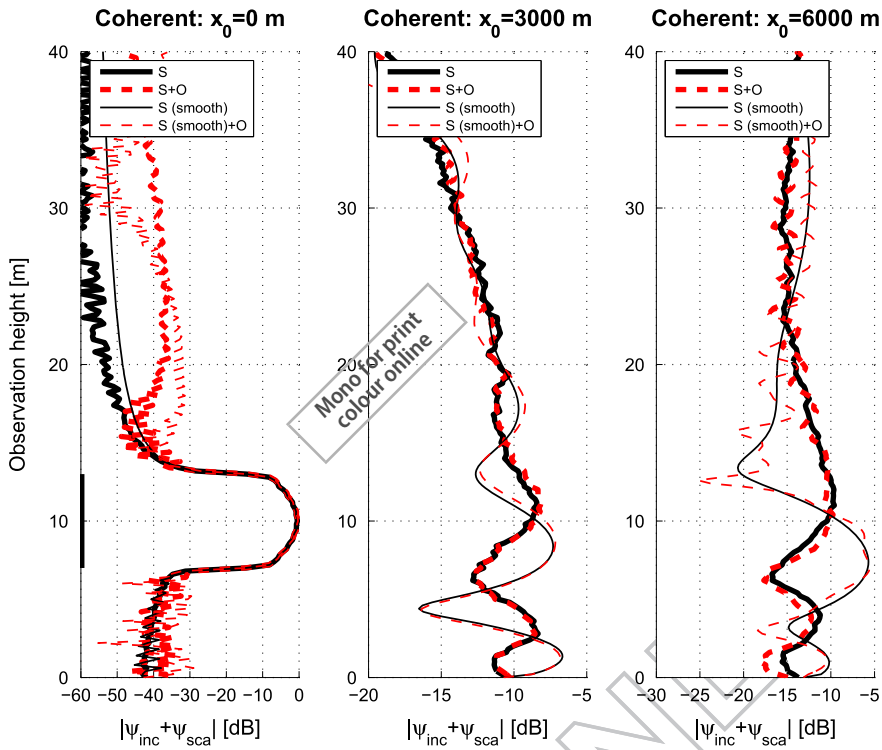 Coherent: x0=0 m
Coherent: x0=3000 m
Coherent: x0=6000 m
Observation height [m]
40
30
20
10
0
S
S+O
S (smooth)
S (smooth)+O
−60 −50 −40 −30 −20 −10 0
|ψinc+ψsca| [dB]
40
30
20
10
0
S
S+O
S (smooth)
S (smooth)+O
−20 −15 −10 −5
|ψinc+ψsca| [dB]
Mono for print
colour online
40
30
20
10
0
S
S+O
S (smooth)
S (smooth)+O
−30 −25 −20 −15 −10 −5
|ψinc+ψsca| [dB]